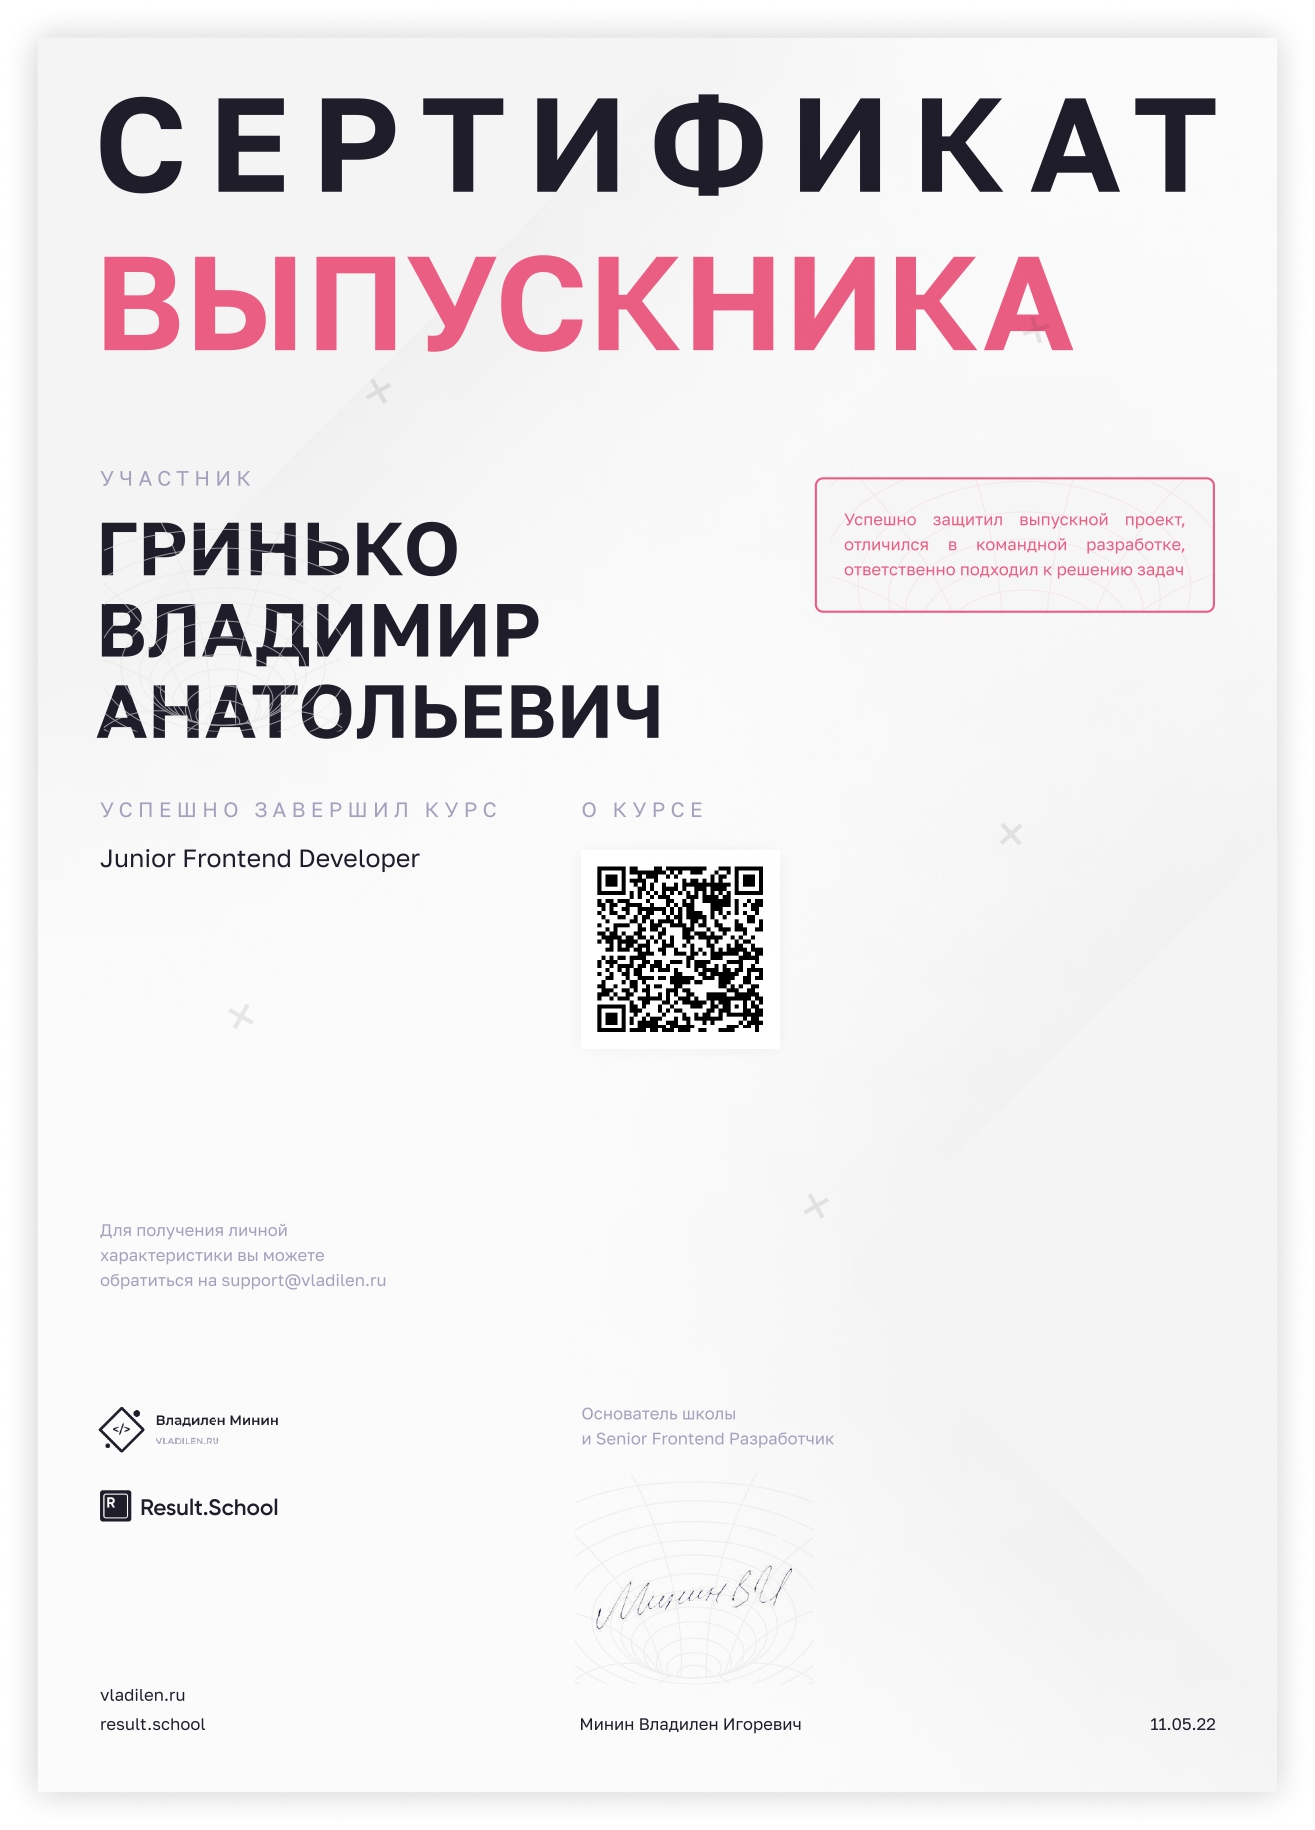 СЕРТИФИКАТ
ВЫПУСКНИКА
УЧАСТНИК
ГРИНЬКО
ВЛАДИМИР
АНАТОЛЬЕВИЧ
Успешно защитил выпускной проект,
отличился в командной разработке,
ответственно подходил к решению задач
УСПЕШНО ЗАВЕРШИЛ КУРС
Junior Frontend Developer
О КУРСЕ
Для получения личной
характеристики вы можете
обратиться на support@vladilen.ru
</>
Владилен Минин
VLADILEN.RU
R
Result.School
Основатель школы
и Senior Frontend Разработчик
Минин ВИ
vladilen.ru
result.school
Минин Владилен Игоревич
11.05.22